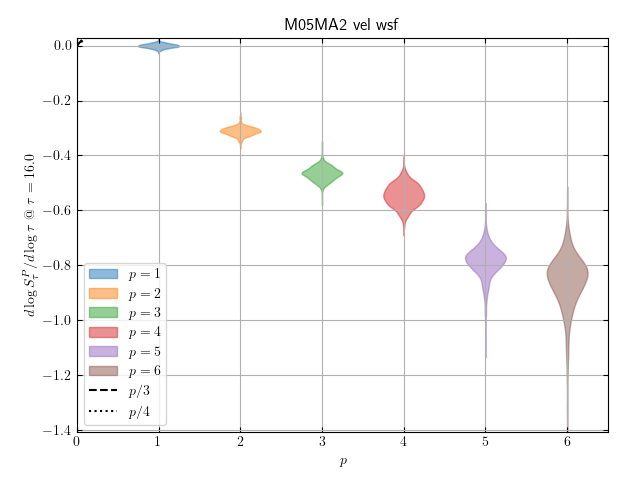 M05MA2 vel wsf
d log S_τ^P / d log τ @ τ = 16.0
0.0
−0.2
−0.4
−0.6
−0.8
−1.0
−1.2
−1.4
p = 1
p = 2
p = 3
p = 4
p = 5
p = 6
p/3
p/4
0 1 2 3 4 5 6
p